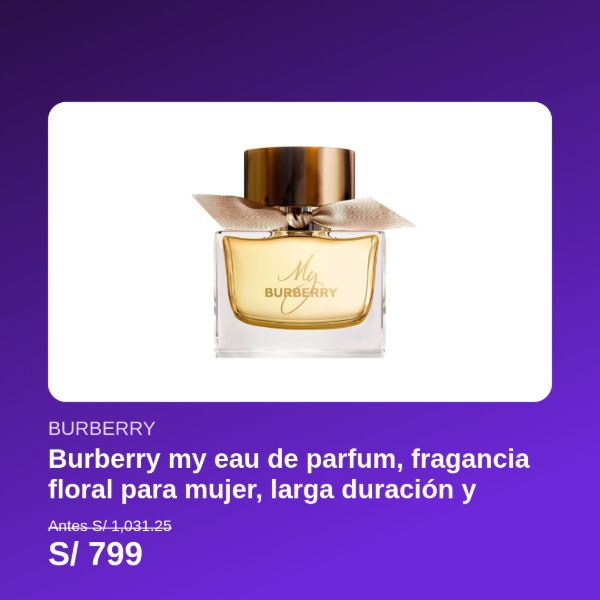 My
BURBERRY
BURBERRY
Burberry my eau de parfum, fragancia
floral para mujer, larga duración y
Antes S/ 1,031.25
S/ 799